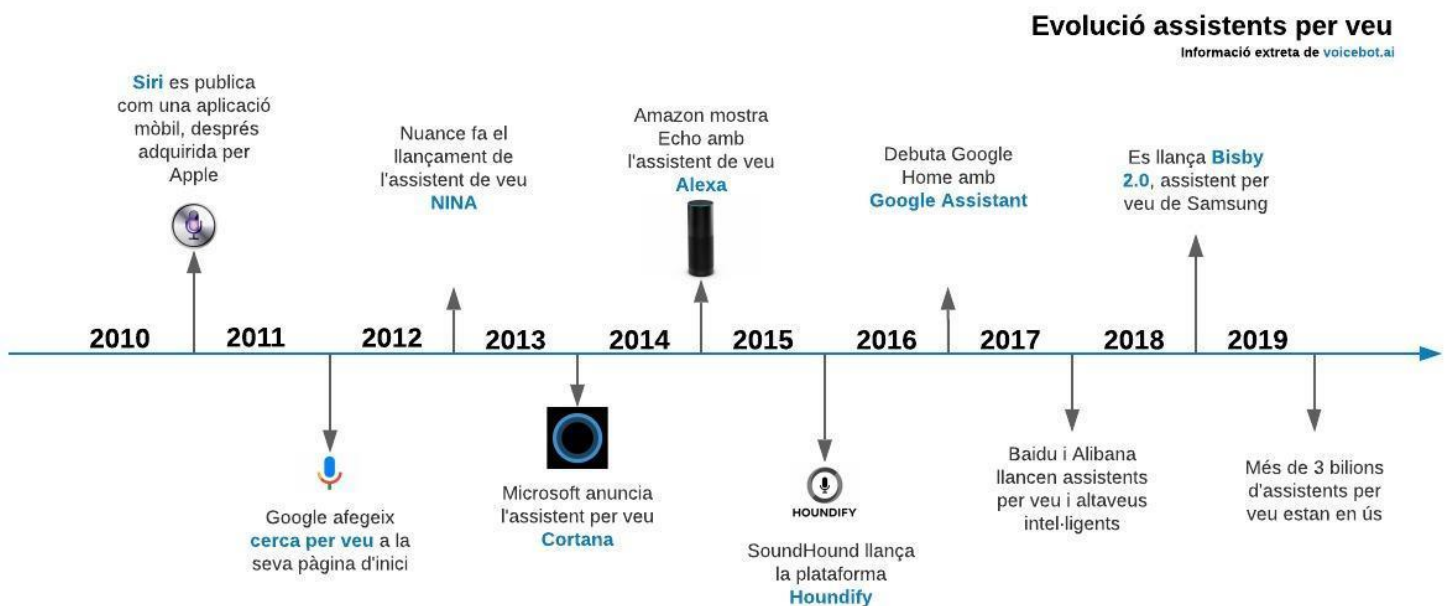 Evolució assistents per veu
Informació extreta de voicebot.ai
Siri es publica
com una aplicació
mòbil, després
adquirida per
Apple
Nuance fa el
llançament de
l'assistent de veu
NINA
Amazon mostra
Echo amb
l'assistent de veu
Alexa
Debuta Google
Home amb
Google Assistant
Es llança Bisby
2.0, assistent per
veu de Samsung
2010
2011
2012
2013
2014
2015
2016
2017
2018
2019
Google afegeix
cerca per veu a la
seva pàgina d'inici
Microsoft anuncia
l'assistent per veu
Cortana
HOUNDIFY
SoundHound llança
la plataforma
Houndify
Baidu i Alibana
llancen assistents
per veu i altaveus
intel·ligents
Més de 3 bilions
d'assistents per
veu estan en ús